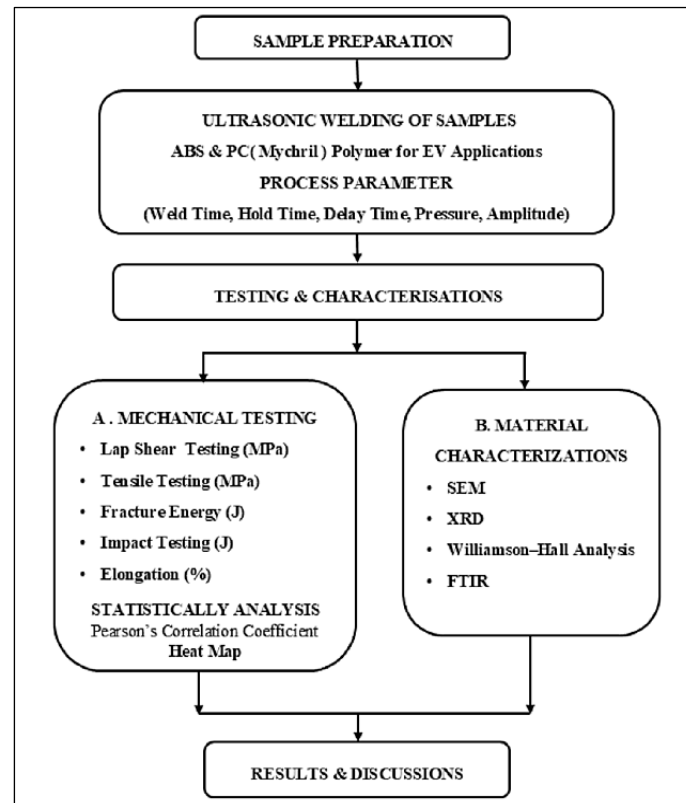 SAMPLE PREPARATION
ULTRASONIC WELDING OF SAMPLES
ABS & PC( Mychril ) Polymer for EV Applications
PROCESS PARAMETER
(Weld Time, Hold Time, Delay Time, Pressure, Amplitude)
TESTING & CHARACTERISATIONS
A . MECHANICAL TESTING
• Lap Shear Testing (MPa)
• Tensile Testing (MPa)
• Fracture Energy (J)
• Impact Testing (J)
• Elongation (%)
STATISTICALLY ANALYSIS
Pearson's Correlation Coefficient
Heat Map
B. MATERIAL
CHARACTERIZATIONS
• SEM
• XRD
• Williamson–Hall Analysis
• FTIR
RESULTS & DISCUSSIONS